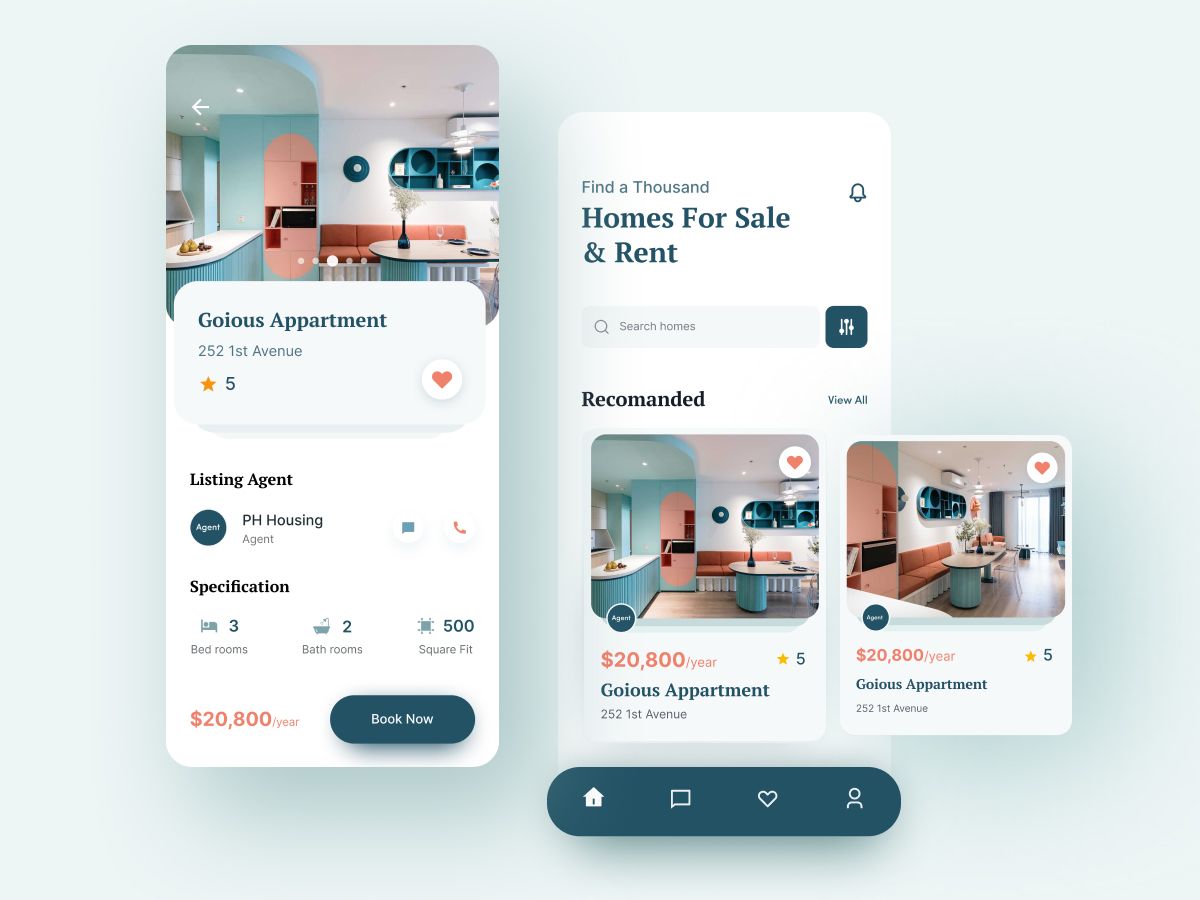 Goious Appartment
252 1st Avenue
5
Listing Agent
Agent
PH Housing
Agent
Specification
3
Bed rooms
2
Bath rooms
500
Square Fit
$20,800/year
Book Now
Find a Thousand
Homes For Sale
& Rent
Search homes
Recomanded
View All
Agent
$20,800/year
5
Goious Appartment
252 1st Avenue
Agent
$20,800/year
5
Goious Appartment
252 1st Avenue